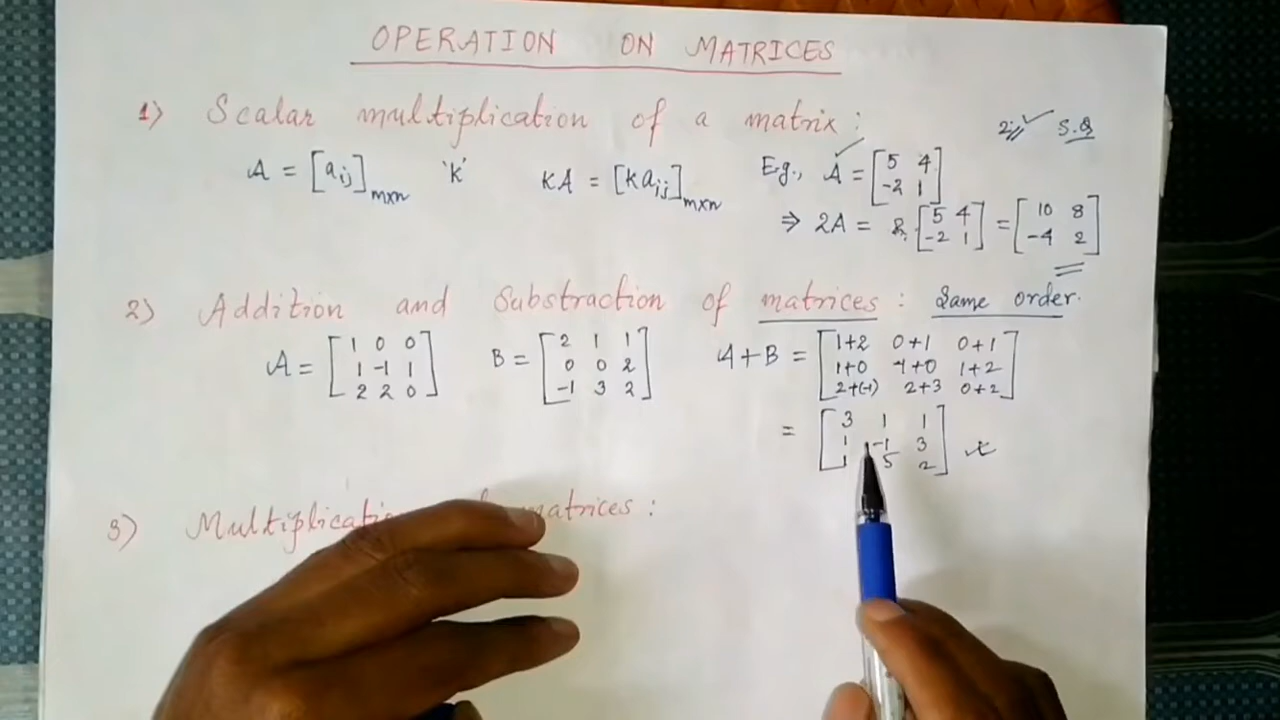 OPERATION ON MATRICES
1) Scalar multiplication of a matrix :
2; S.Q
A = [aij]m×n 'K' KA = [kaij]m×n E.g., A = [5 4
-2 1]
⇒ 2A = 2. [5 4 = [10 8
-2 1] -4 2]
2) Addition and Substraction of matrices : Same order.
A = [1 0 0 B = [2 1 1 A+B = [1+2 0+1 0+1
1 -1 1 0 0 2 1+0 -1+0 1+2
2 2 0] -1 3 2] 2+(-1) 2+3 0+2]
= [3 1 1
1 -1 3
1 5 2]
3) Multiplication matrices :